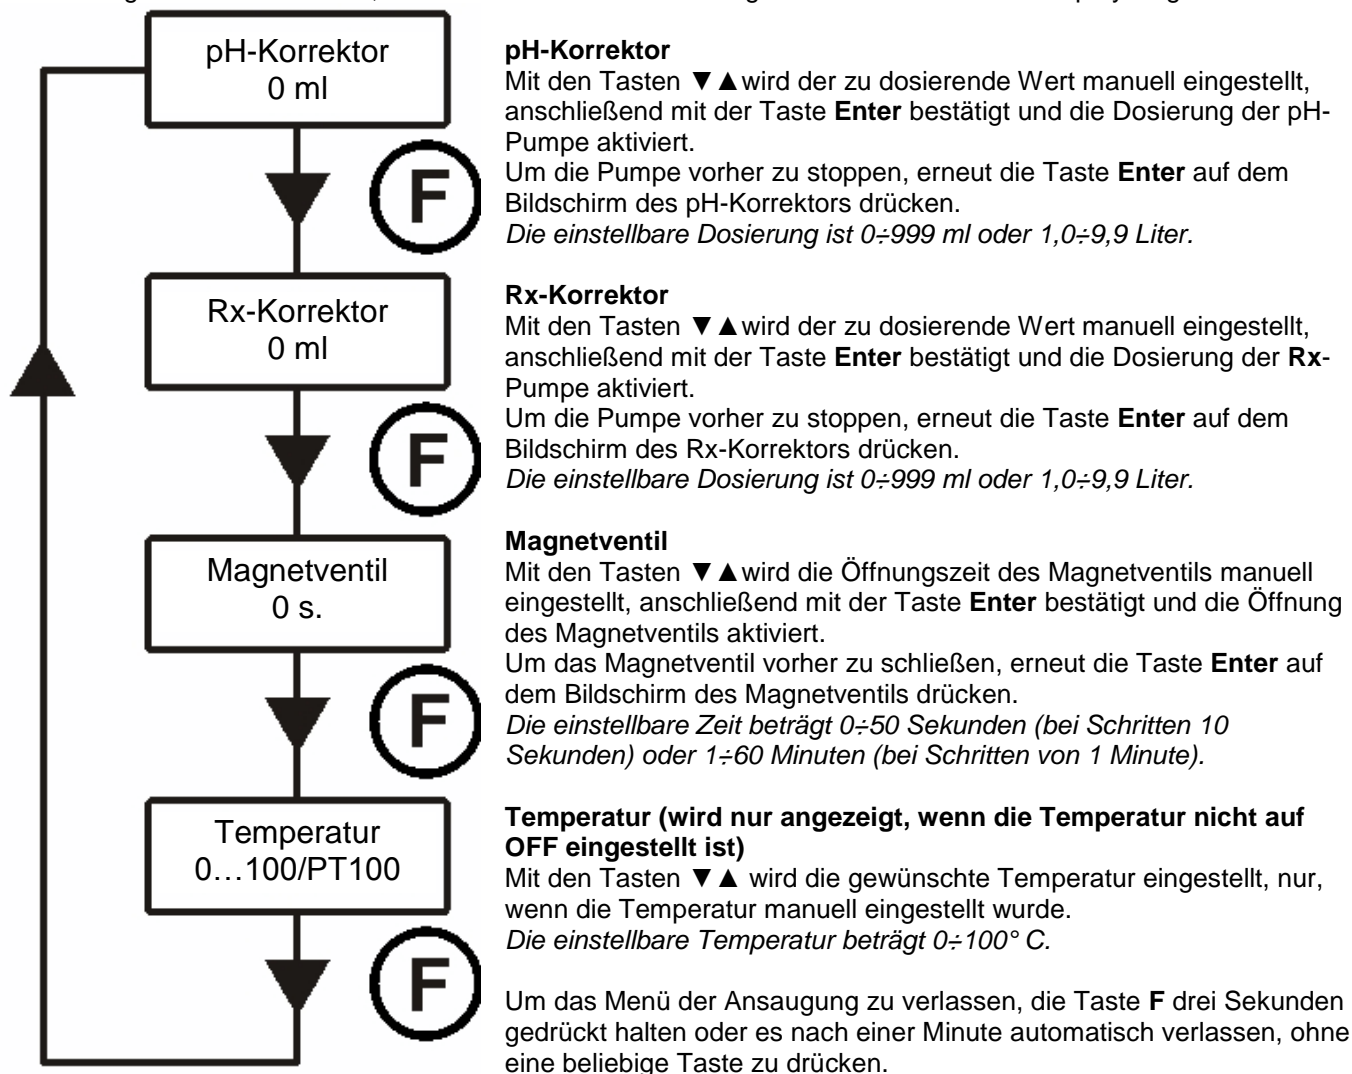 pH-Korrektor
0 ml
F
Rx-Korrektor
0 ml
F
Magnetventil
0 s.
F
Temperatur
0...100/PT100
F
pH-Korrektor
Mit den Tasten ▼▲wird der zu dosierende Wert manuell eingestellt,
anschließend mit der Taste Enter bestätigt und die Dosierung der pH-
Pumpe aktiviert.
Um die Pumpe vorher zu stoppen, erneut die Taste Enter auf dem
Bildschirm des pH-Korrektors drücken.
Die einstellbare Dosierung ist 0÷999 ml oder 1,0÷9,9 Liter.
Rx-Korrektor
Mit den Tasten ▼▲wird der zu dosierende Wert manuell eingestellt,
anschließend mit der Taste Enter bestätigt und die Dosierung der Rx-
Pumpe aktiviert.
Um die Pumpe vorher zu stoppen, erneut die Taste Enter auf dem
Bildschirm des Rx-Korrektors drücken.
Die einstellbare Dosierung ist 0÷999 ml oder 1,0÷9,9 Liter.
Magnetventil
Mit den Tasten ▼▲wird die Öffnungszeit des Magnetventils manuell
eingestellt, anschließend mit der Taste Enter bestätigt und die Öffnung
des Magnetventils aktiviert.
Um das Magnetventil vorher zu schließen, erneut die Taste Enter auf
dem Bildschirm des Magnetventils drücken.
Die einstellbare Zeit beträgt 0÷50 Sekunden (bei Schritten 10
Sekunden) oder 1÷60 Minuten (bei Schritten von 1 Minute).
Temperatur (wird nur angezeigt, wenn die Temperatur nicht auf
OFF eingestellt ist)
Mit den Tasten ▼▲ wird die gewünschte Temperatur eingestellt, nur,
wenn die Temperatur manuell eingestellt wurde.
Die einstellbare Temperatur beträgt 0÷100° C.
Um das Menü der Ansaugung zu verlassen, die Taste F drei Sekunden
gedrückt halten oder es nach einer Minute automatisch verlassen, ohne
eine beliebige Taste zu drücken.